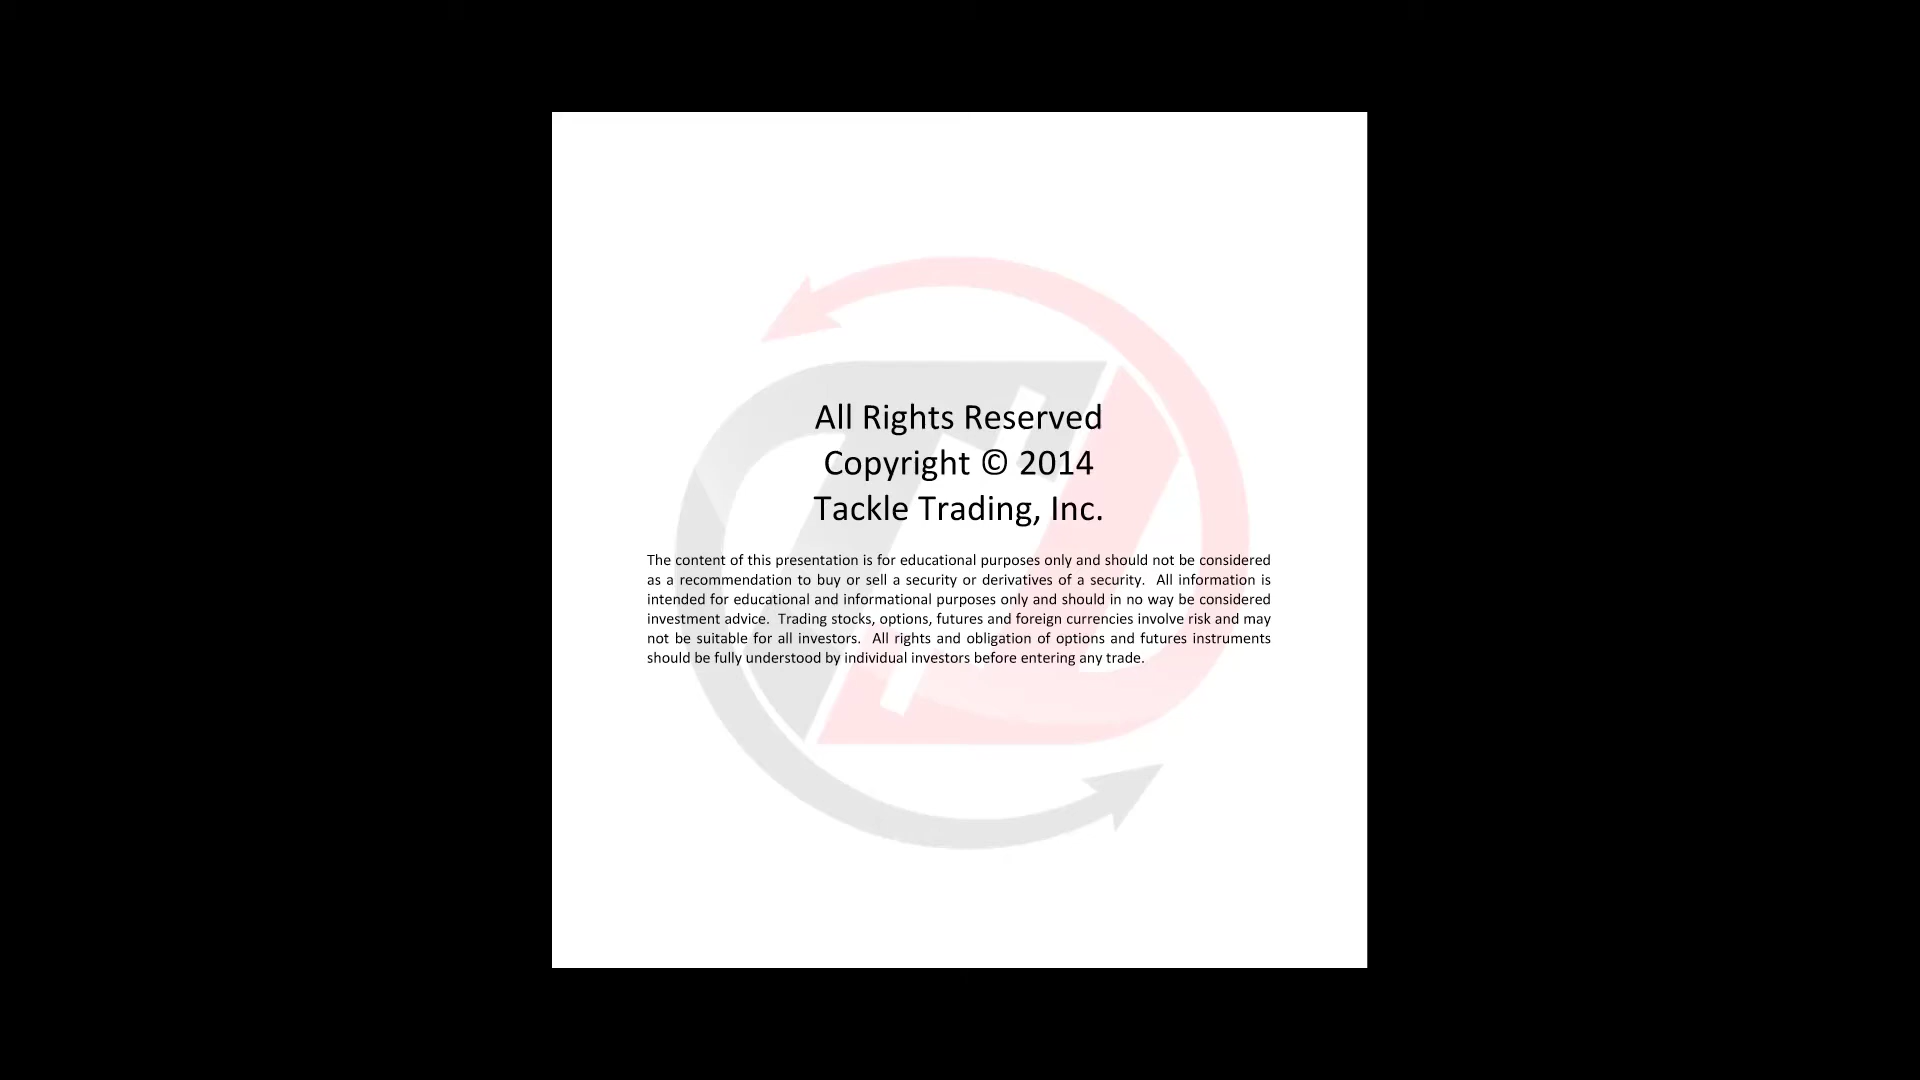 All Rights Reserved
Copyright © 2014
Tackle Trading, Inc.
The content of this presentation is for educational purposes only and should not be considered
as a recommendation to buy or sell a security or derivatives of a security.  All information is
intended for educational and informational purposes only and should in no way be considered
investment advice.  Trading stocks, options, futures and foreign currencies involve risk and may
not be suitable for all investors.  All rights and obligation of options and futures instruments
should be fully understood by individual investors before entering any trade.